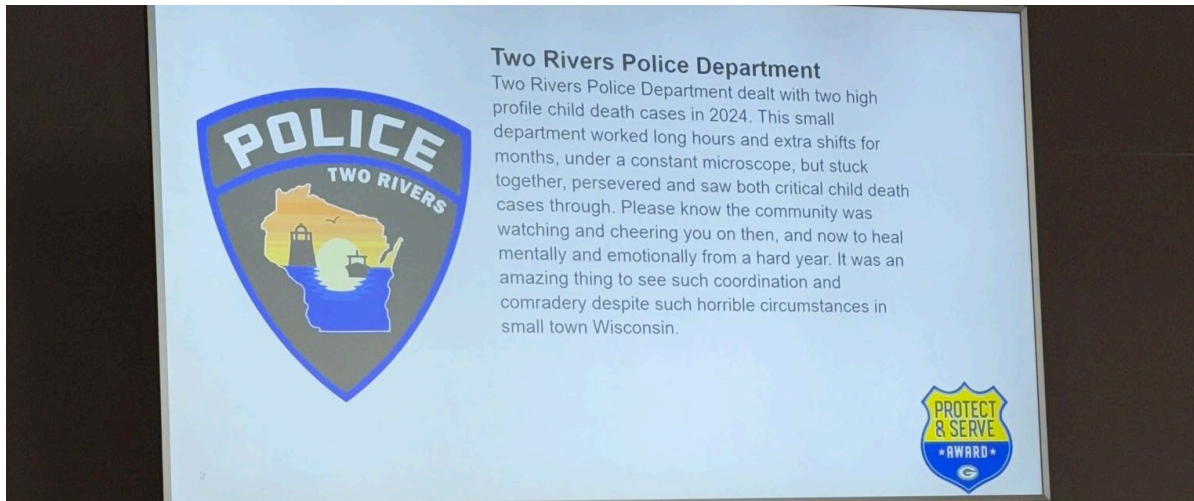 POLICE
TWO RIVERS
Two Rivers Police Department
Two Rivers Police Department dealt with two high
profile child death cases in 2024. This small
department worked long hours and extra shifts for
months, under a constant microscope, but stuck
together, persevered and saw both critical child death
cases through. Please know the community was
watching and cheering you on then, and now to heal
mentally and emotionally from a hard year. It was an
amazing thing to see such coordination and
comradery despite such horrible circumstances in
small town Wisconsin.
PROTECT
& SERVE
AWARD
G
2